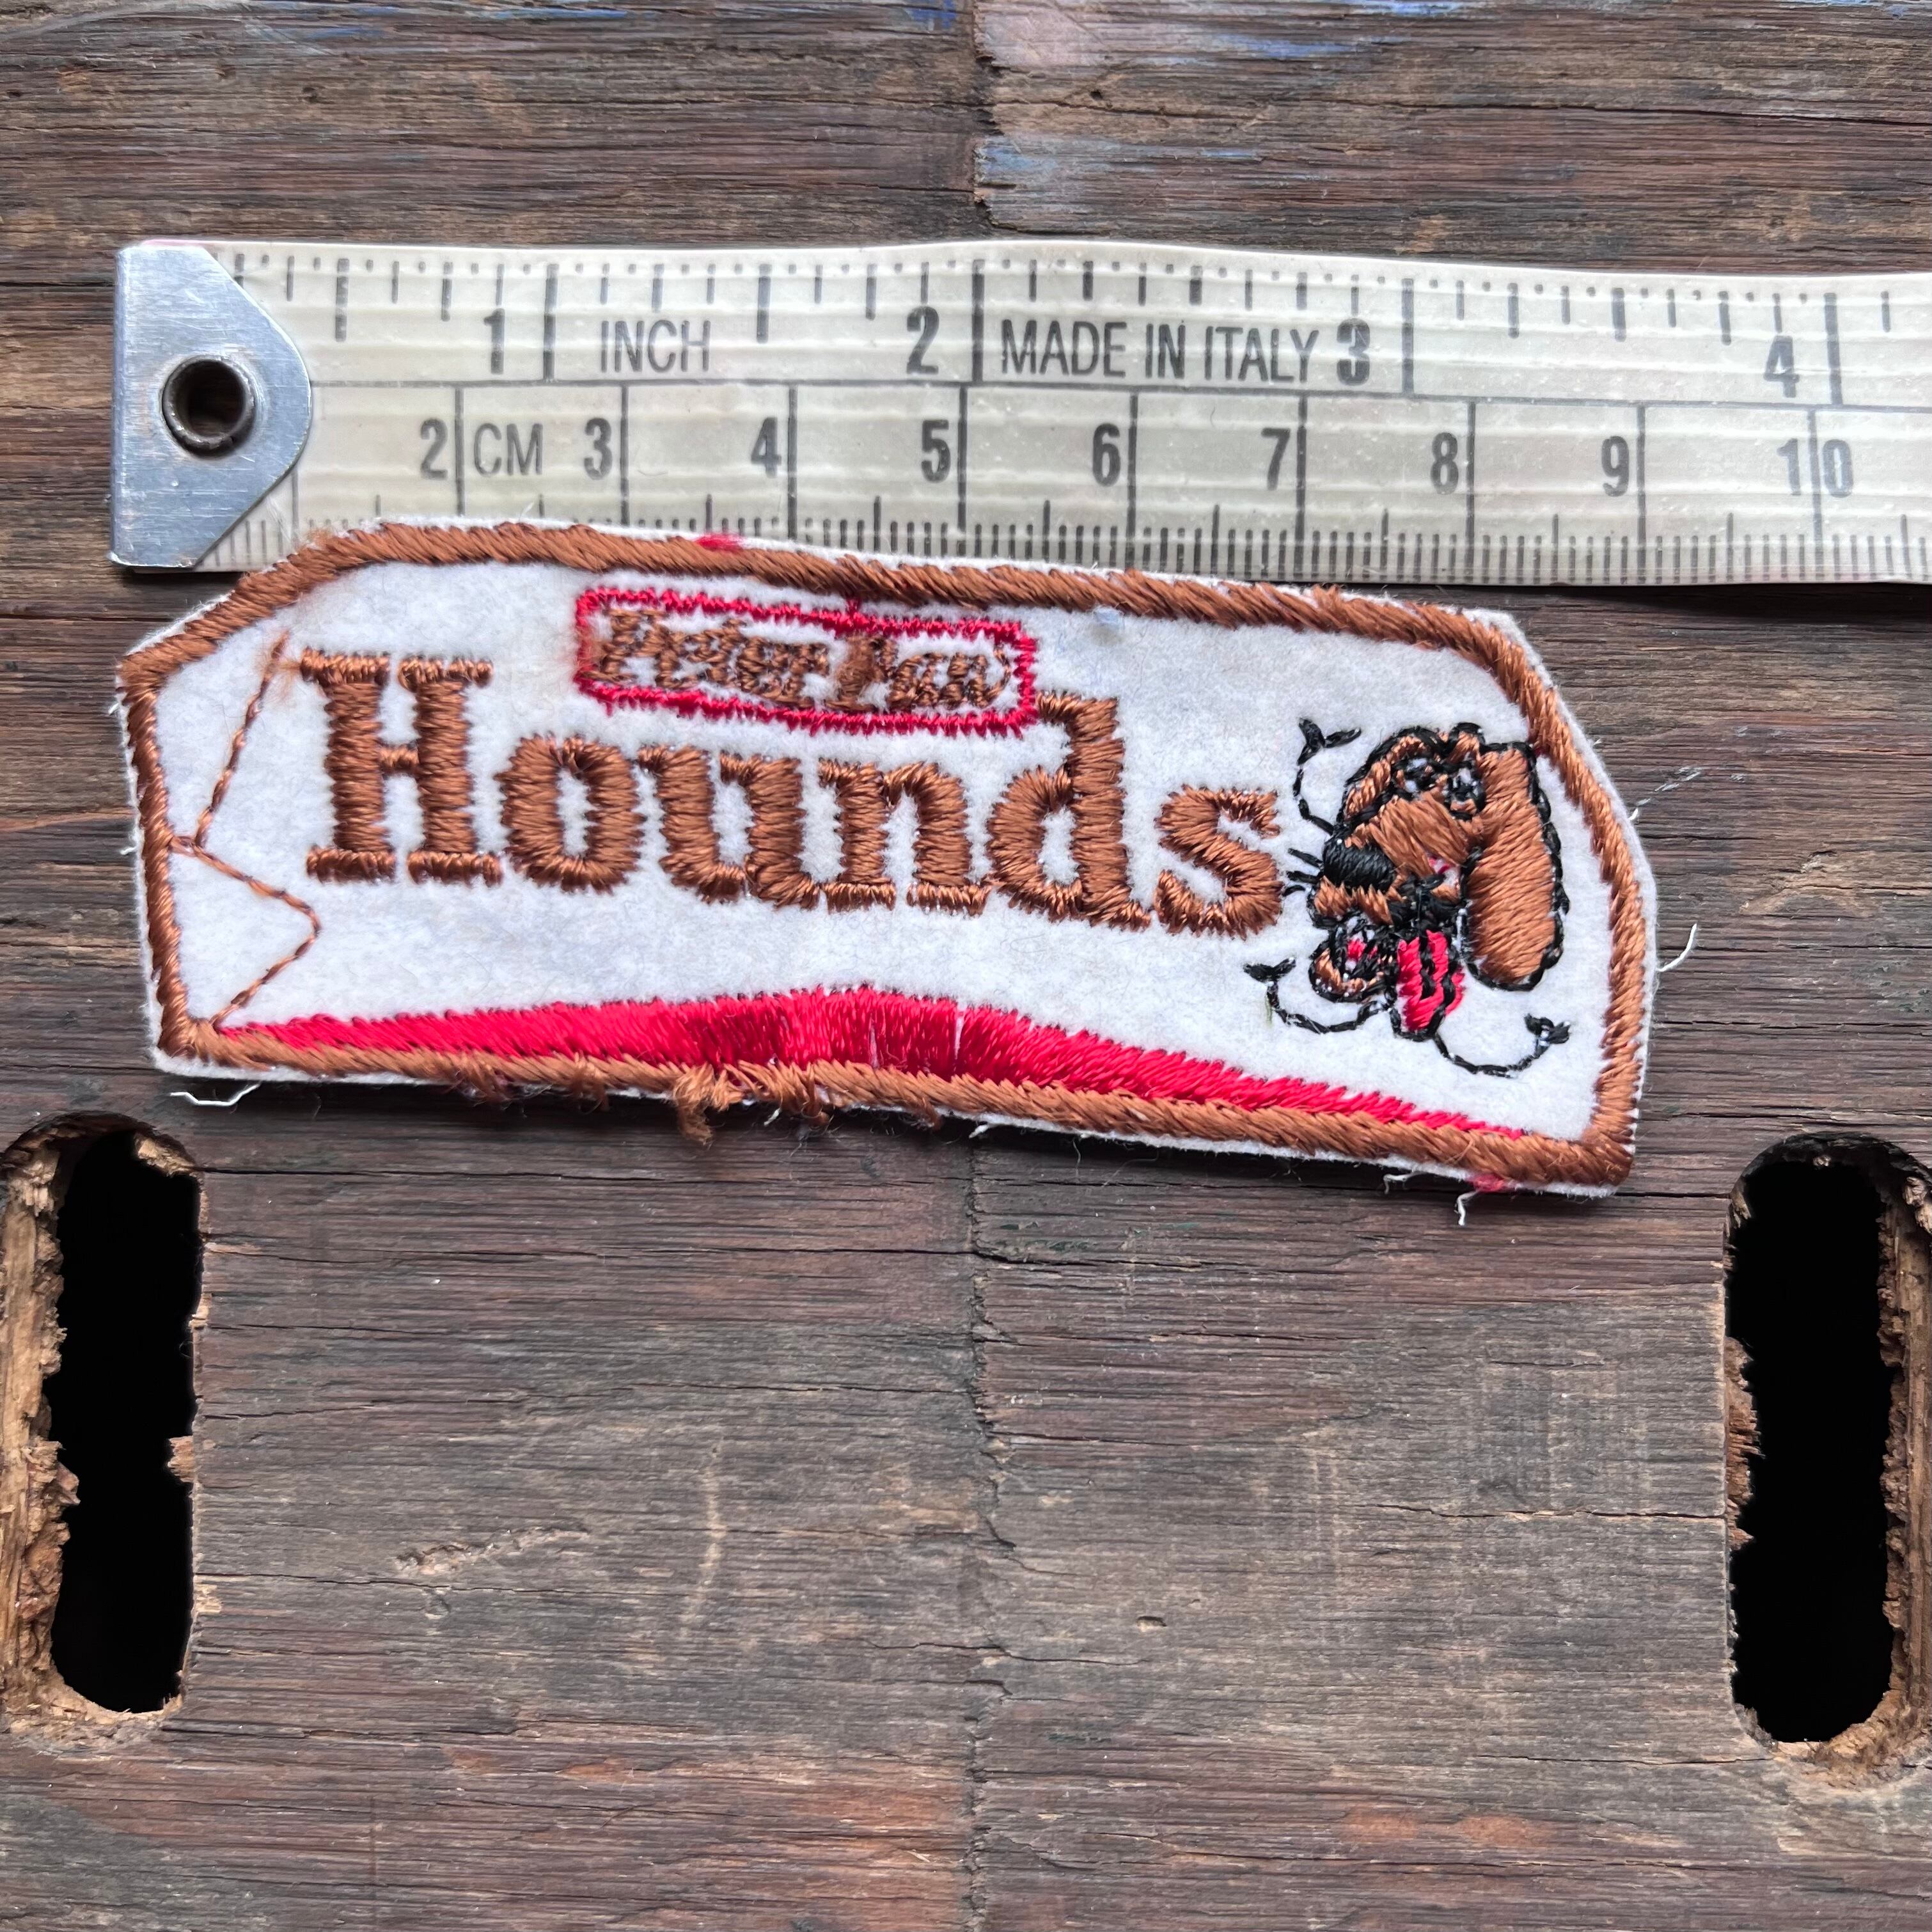 1 INCH 2 MADE IN ITALY 3 4
2 CM 3 4 5 6 7 8 9 10
Peter Pan
Hounds